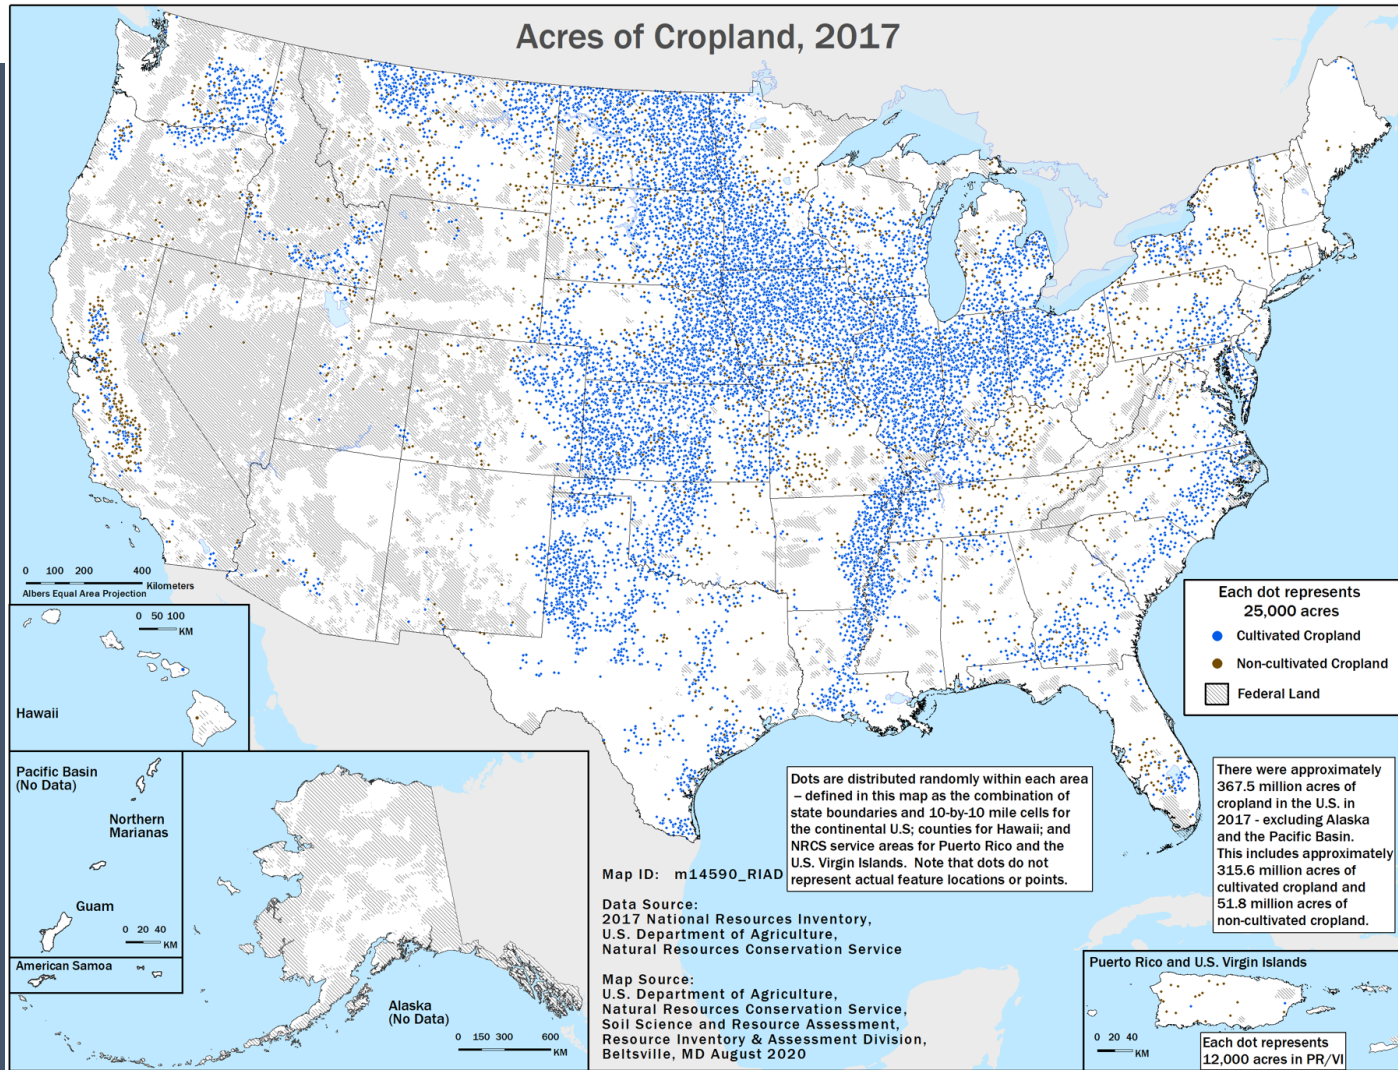 Acres of Cropland, 2017
0 100 200 400
Kilometers
Albers Equal Area Projection
0 50 100
KM
Hawaii
Pacific Basin
(No Data)
Northern
Marianas
Guam
0 20 40
KM
American Samoa
Alaska
(No Data)
0 150 300 600
KM
Each dot represents
25,000 acres
Cultivated Cropland
Non-cultivated Cropland
Federal Land
Dots are distributed randomly within each area
– defined in this map as the combination of
state boundaries and 10-by-10 mile cells for
the continental U.S; counties for Hawaii; and
NRCS service areas for Puerto Rico and the
U.S. Virgin Islands. Note that dots do not
represent actual feature locations or points.
There were approximately
367.5 million acres of
cropland in the U.S. in
2017 - excluding Alaska
and the Pacific Basin.
This includes approximately
315.6 million acres of
cultivated cropland and
51.8 million acres of
non-cultivated cropland.
Map ID: m14590_RIAD
Data Source:
2017 National Resources Inventory,
U.S. Department of Agriculture,
Natural Resources Conservation Service
Map Source:
U.S. Department of Agriculture,
Natural Resources Conservation Service,
Soil Science and Resource Assessment,
Resource Inventory & Assessment Division,
Beltsville, MD August 2020
Puerto Rico and U.S. Virgin Islands
0 20 40
KM
Each dot represents
12,000 acres in PR/VI